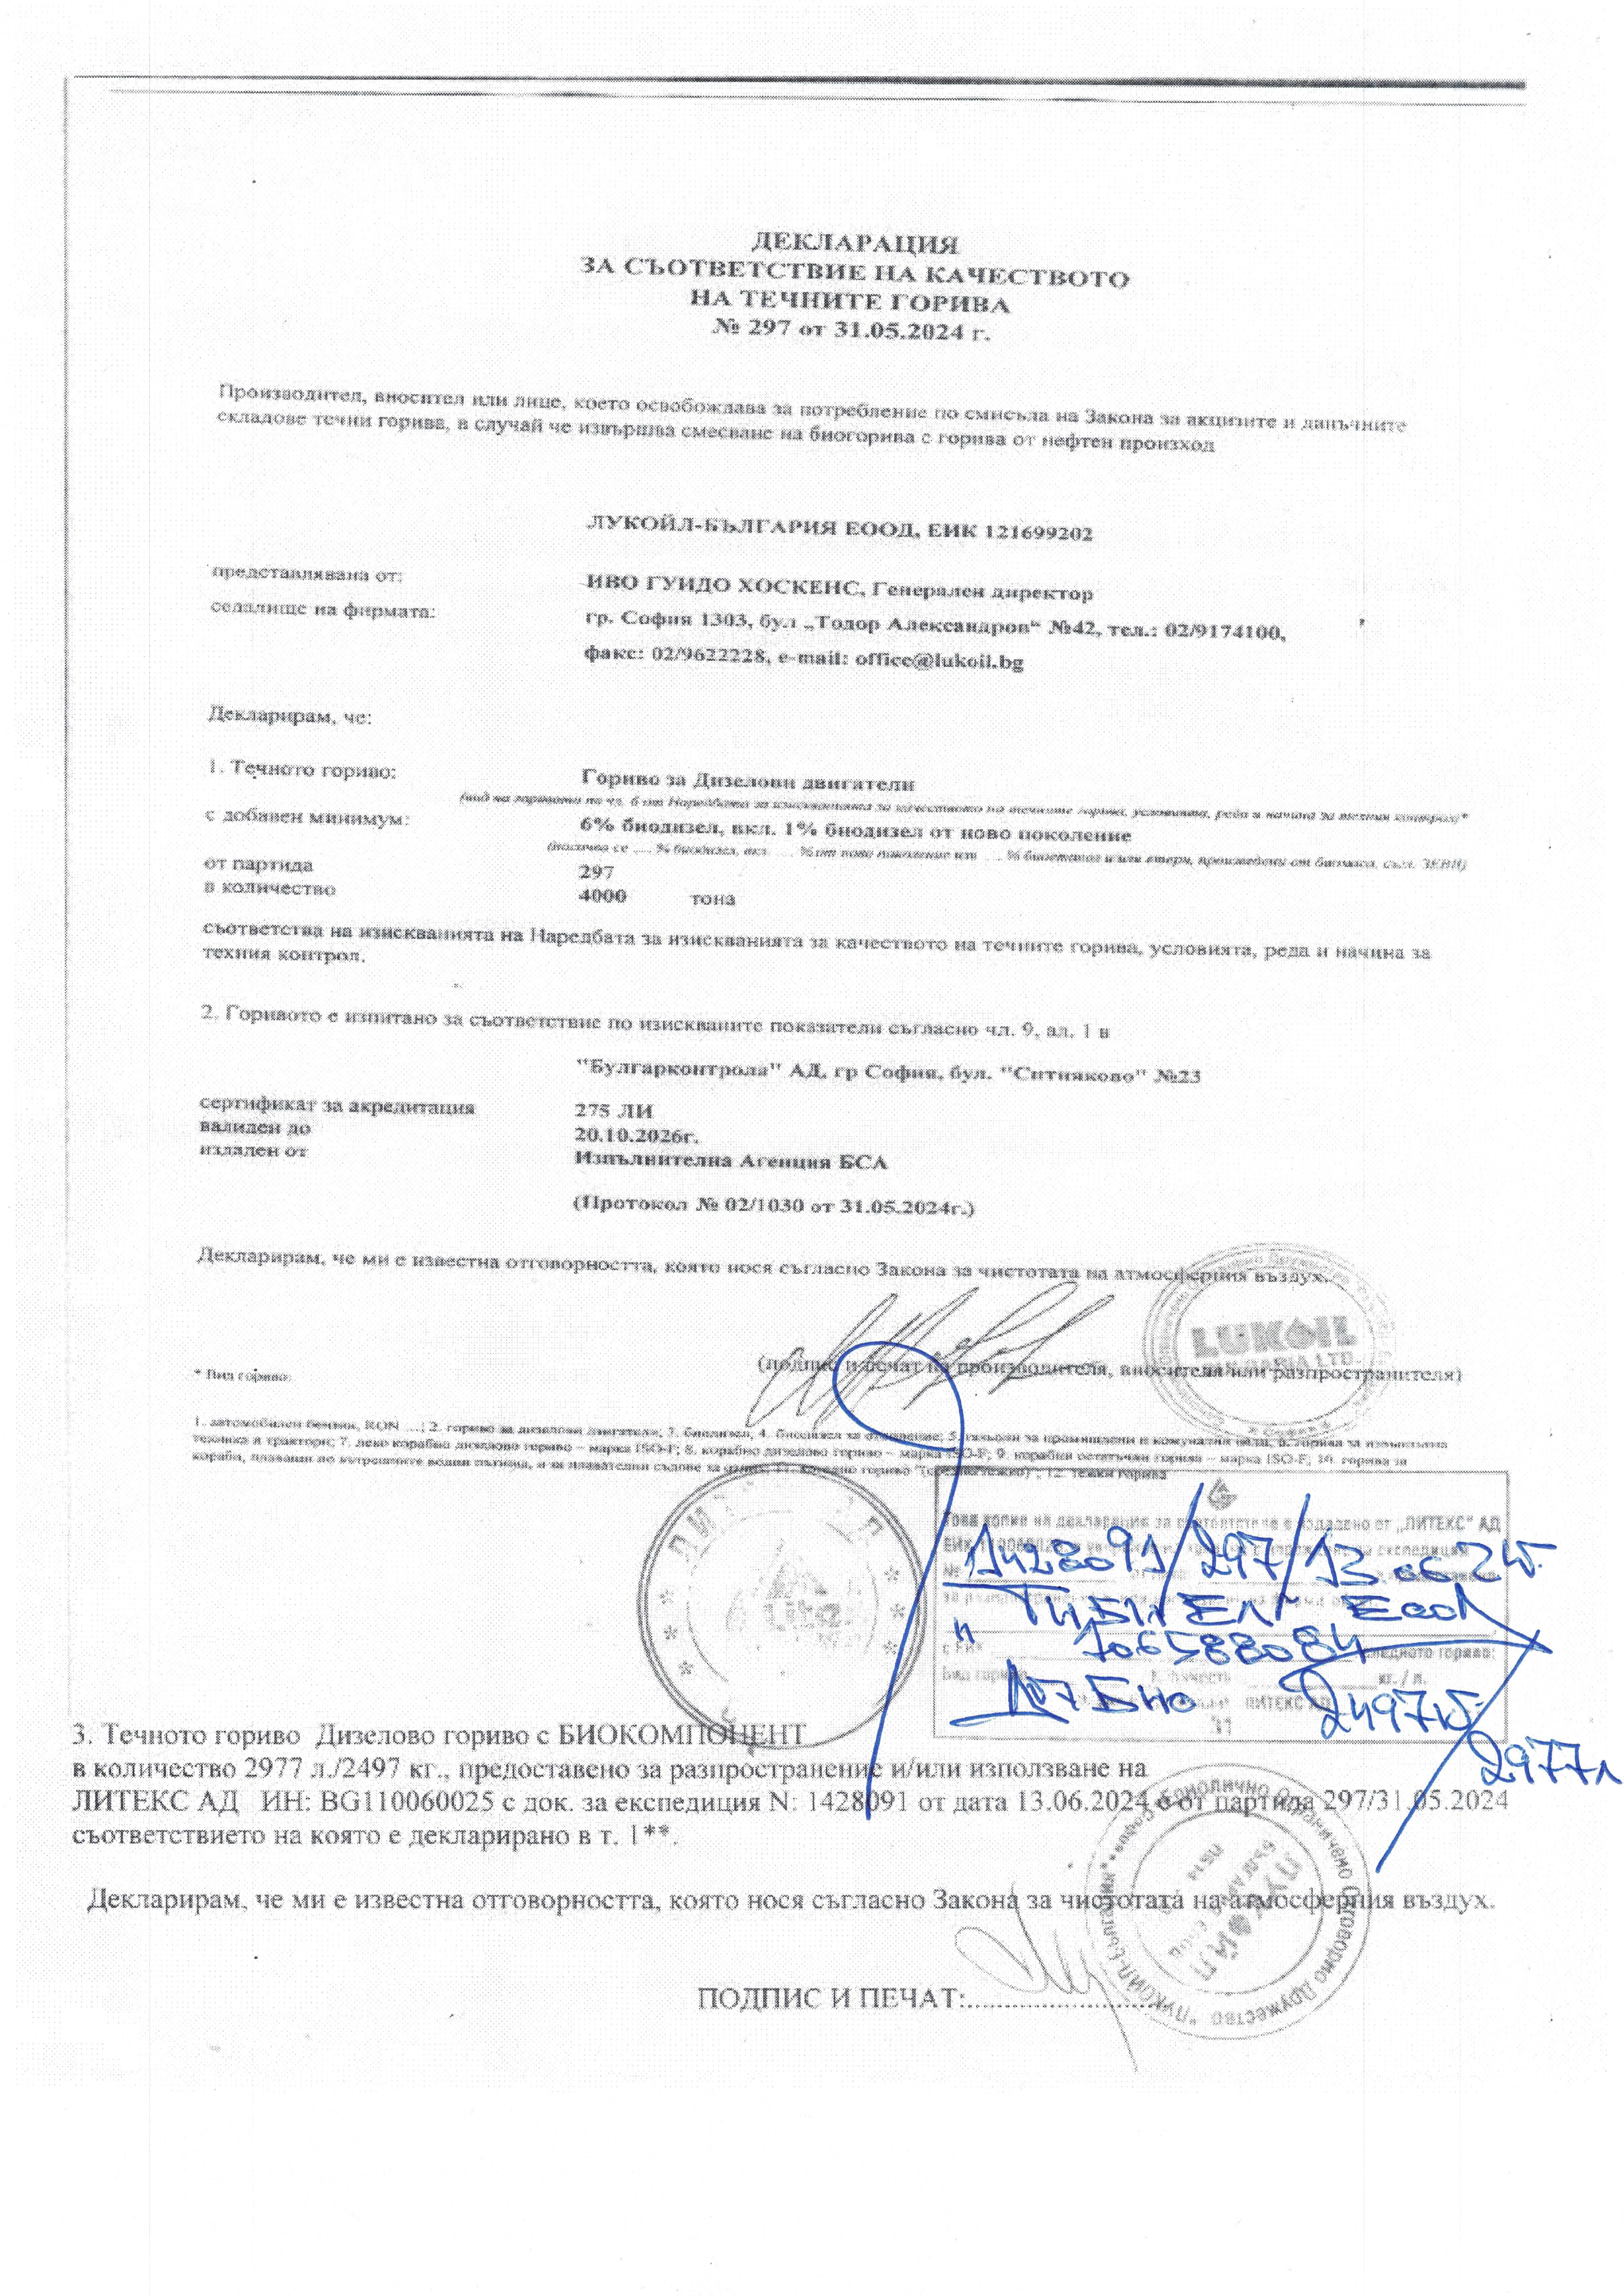 ДЕКЛАРАЦИЯ
ЗА СЪОТВЕТСТВИЕ НА КАЧЕСТВОТО
НА ТЕЧНИТЕ ГОРИВА
№ 297 от 31.05.2024 г.
Производител, вносител или лице, което освобождава за потребление по смисъла на Закона за акцизите и данъчните
складове течни горива, в случай че извършва смесване на биогорива с горива от нефтен произход
ЛУКОЙЛ-БЪЛГАРИЯ ЕООД, ЕИК 121699202
представлявана от: ИВО ГУИДО ХОСКЕНС, Генерален директор
седалище на фирмата: гр. София 1303, бул „Тодор Александров“ №42, тел.: 02/9174100,
факс: 02/9622228, e-mail: office@lukoil.bg
Декларирам, че:
1. Течното гориво: Гориво за Дизелови двигатели
(вид на горивото по чл. 6 от Наредбата за изискванията за качеството на течните горива, условията, реда и начина за техния контрол)*
с добавен минимум: 6% биодизел, вкл. 1% биодизел от ново поколение
(посочва се .... % биодизел, вкл. .... % от ново поколение или .... % биоетанол и/или етери, произведени от биомаса, съгл. ЗЕВИ)
от партида 297
в количество 4000 тона
съответства на изискванията на Наредбата за изискванията за качеството на течните горива, условията, реда и начина за
техния контрол.
2. Горивото е изпитано за съответствие по изискваните показатели съгласно чл. 9, ал. 1 в
"Булгарконтрола" АД, гр София, бул. "Ситняково" №23
сертификат за акредитация 275 ЛИ
валиден до 20.10.2026г.
издаден от Изпълнителна Агенция БСА
(Протокол № 02/1030 от 31.05.2024г.)
Декларирам, че ми е известна отговорността, която нося съгласно Закона за чистотата на атмосферния въздух.
LUKOIL
(подпис и печат на производителя, вносителя или разпространителя)
* Вид гориво:
1. автомобилен бензин, RON ...; 2. гориво за дизелови двигатели; 3. биодизел; 4. биодизел за отопление; 5. газьоли за промишлени и комунални цели; 6. горива за извънпътна
техника и трактори; 7. леко корабно дизелово гориво – марка ISO-F; 8. корабно дизелово гориво – марка ISO-F; 9. корабни остатъчни горива – марка ISO-F; 10. горива за
кораби, плаващи по вътрешните водни пътища, и за плавателни съдове за
12. тежки горива
Това копие на декларация за съответствие е издадено от „ЛИТЕКС“ АД
1428091/297/13.06.24г.
ЕООД
кг./ л.
ЛИТЕКС АД
2497кг.
2977л
3. Течното гориво Дизелово гориво с БИОКОМПОНЕНТ
в количество 2977 л./2497 кг., предоставено за разпространение и/или използване на
ЛИТЕКС АД ИН: BG110060025 с док. за експедиция N: 1428091 от дата 13.06.2024 е от партида 297/31.05.2024
съответствието на която е декларирано в т. 1**.
Декларирам, че ми е известна отговорността, която нося съгласно Закона за чистотата на атмосферния въздух.
ПОДПИС И ПЕЧАТ:
ЛУКОЙЛ